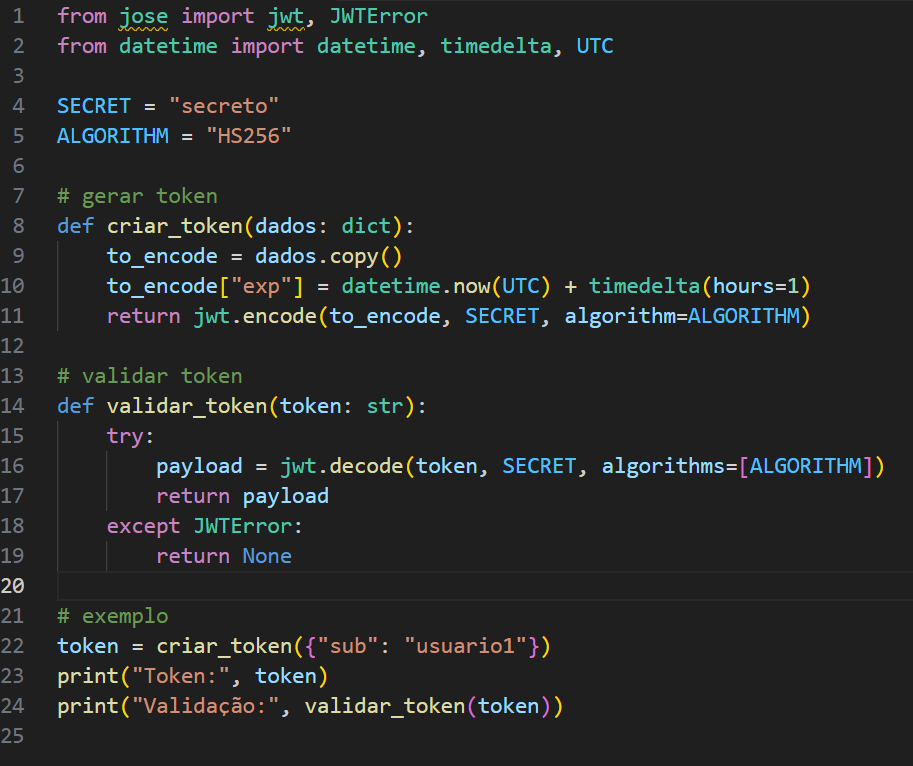 1 from jose import jwt, JWTError
2 from datetime import datetime, timedelta, UTC
3
4 SECRET = "secreto"
5 ALGORITHM = "HS256"
6
7 # gerar token
8 def criar_token(dados: dict):
9     to_encode = dados.copy()
10     to_encode["exp"] = datetime.now(UTC) + timedelta(hours=1)
11     return jwt.encode(to_encode, SECRET, algorithm=ALGORITHM)
12
13 # validar token
14 def validar_token(token: str):
15     try:
16         payload = jwt.decode(token, SECRET, algorithms=[ALGORITHM])
17         return payload
18     except JWTError:
19         return None
20
21 # exemplo
22 token = criar_token({"sub": "usuario1"})
23 print("Token:", token)
24 print("Validação:", validar_token(token))
25